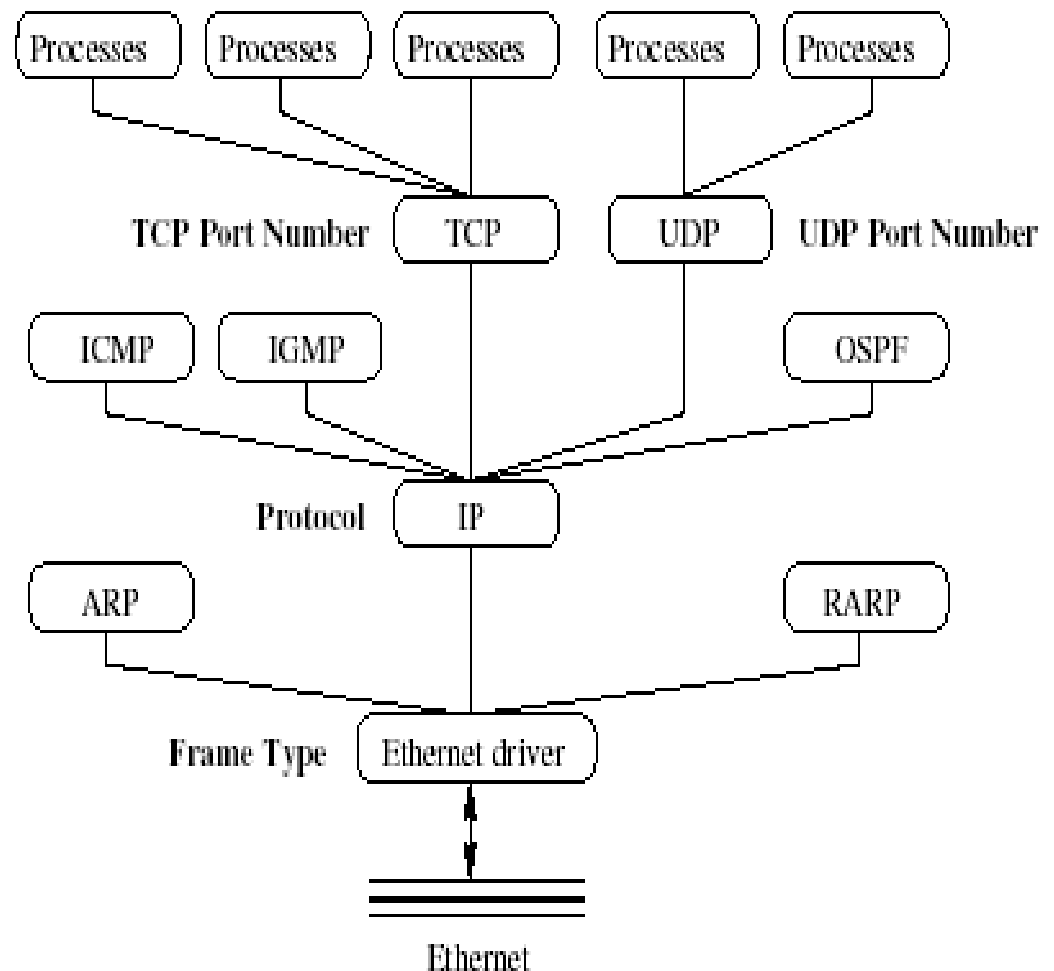 Processes Processes Processes Processes Processes
TCP Port Number TCP UDP UDP Port Number
ICMP IGMP OSPF
Protocol IP
ARP RARP
Frame Type Ethernet driver
Ethernet